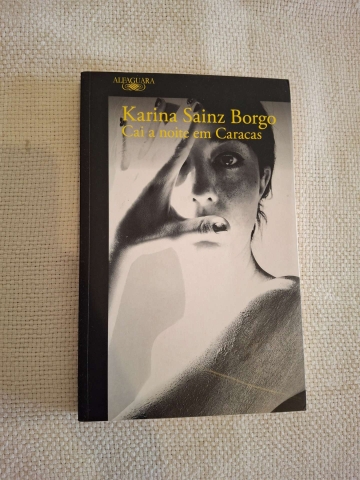 ALFAGUARA
Karina Sainz Borgo
Cai a noite em Caracas